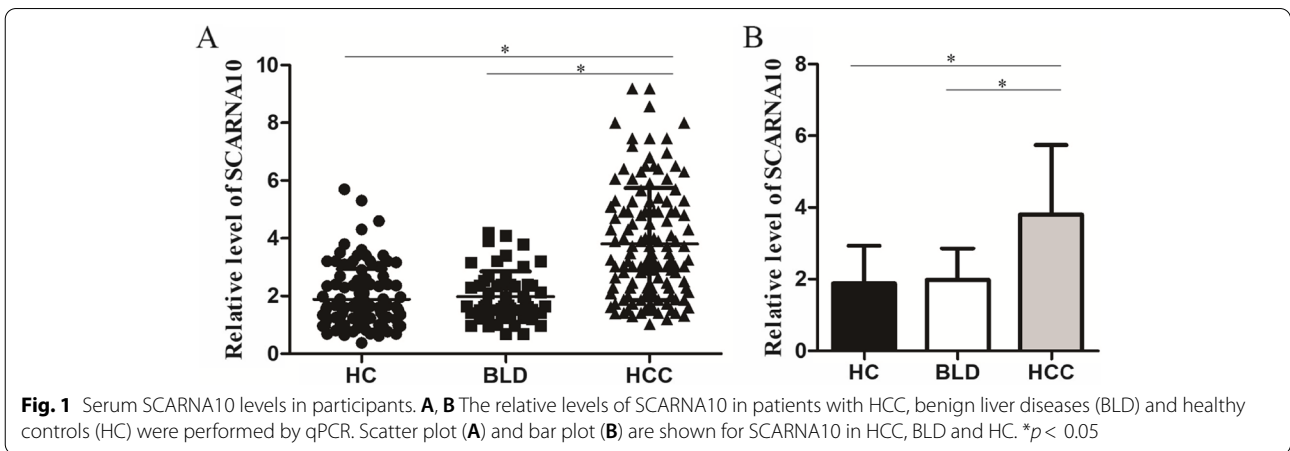 A
B
Relative level of SCARNA10
10
8
6
4
2
0
*
*
HC BLD HCC
Relative level of SCARNA10
8
6
4
2
0
*
*
HC BLD HCC
Fig. 1 Serum SCARNA10 levels in participants. A, B The relative levels of SCARNA10 in patients with HCC, benign liver diseases (BLD) and healthy
controls (HC) were performed by qPCR. Scatter plot (A) and bar plot (B) are shown for SCARNA10 in HCC, BLD and HC. *p < 0.05